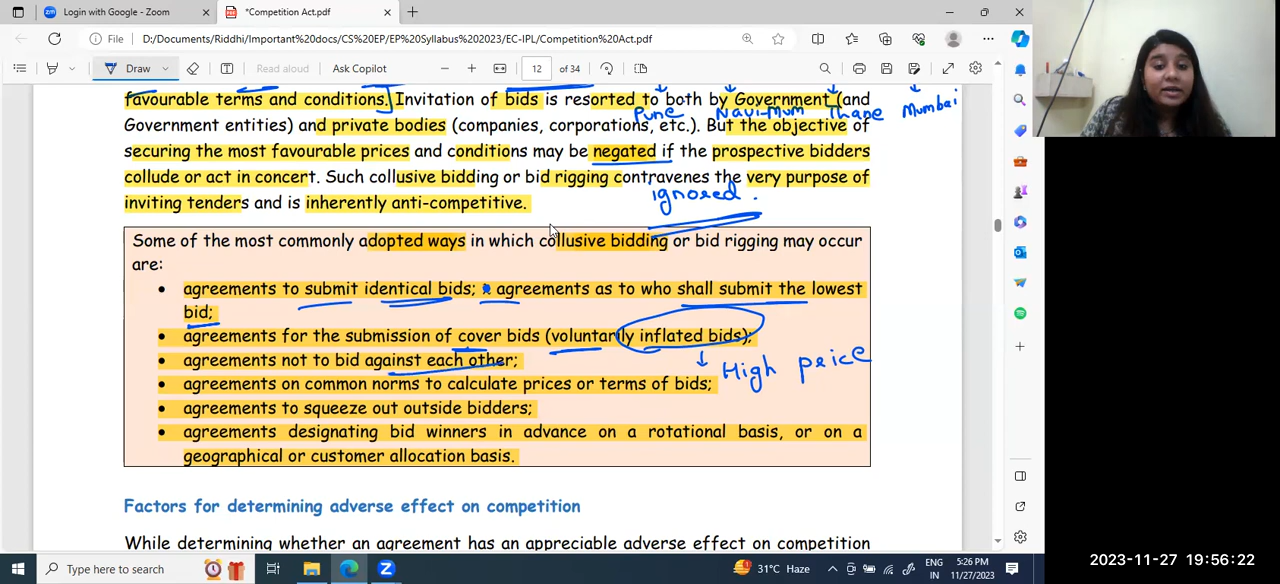 Login with Google - Zoom
*Competition Act.pdf
File
D:/Documents/Riddhi/Important%20docs/CS%20EP/EP%20Syllabus%202023/EC-IPL/Competition%20Act.pdf
Draw
Read aloud
Ask Copilot
12 of 34
favourable terms and conditions. Invitation of bids is resorted to both by Government (and
Pune Navi-Mum Thane Mumbai
Government entities) and private bodies (companies, corporations, etc.). But the objective of
securing the most favourable prices and conditions may be negated if the prospective bidders
collude or act in concert. Such collusive bidding or bid rigging contravenes the very purpose of
ignored.
inviting tenders and is inherently anti-competitive.
Some of the most commonly adopted ways in which collusive bidding or bid rigging may occur
are:
• agreements to submit identical bids; • agreements as to who shall submit the lowest
bid;
• agreements for the submission of cover bids (voluntarily inflated bids);
• agreements not to bid against each other;
High price
• agreements on common norms to calculate prices or terms of bids;
• agreements to squeeze out outside bidders;
• agreements designating bid winners in advance on a rotational basis, or on a
geographical or customer allocation basis.
Factors for determining adverse effect on competition
While determining whether an agreement has an appreciable adverse effect on competition
Type here to search
31°C Haze
ENG
IN
5:26 PM
11/27/2023
2023-11-27 19:56:22